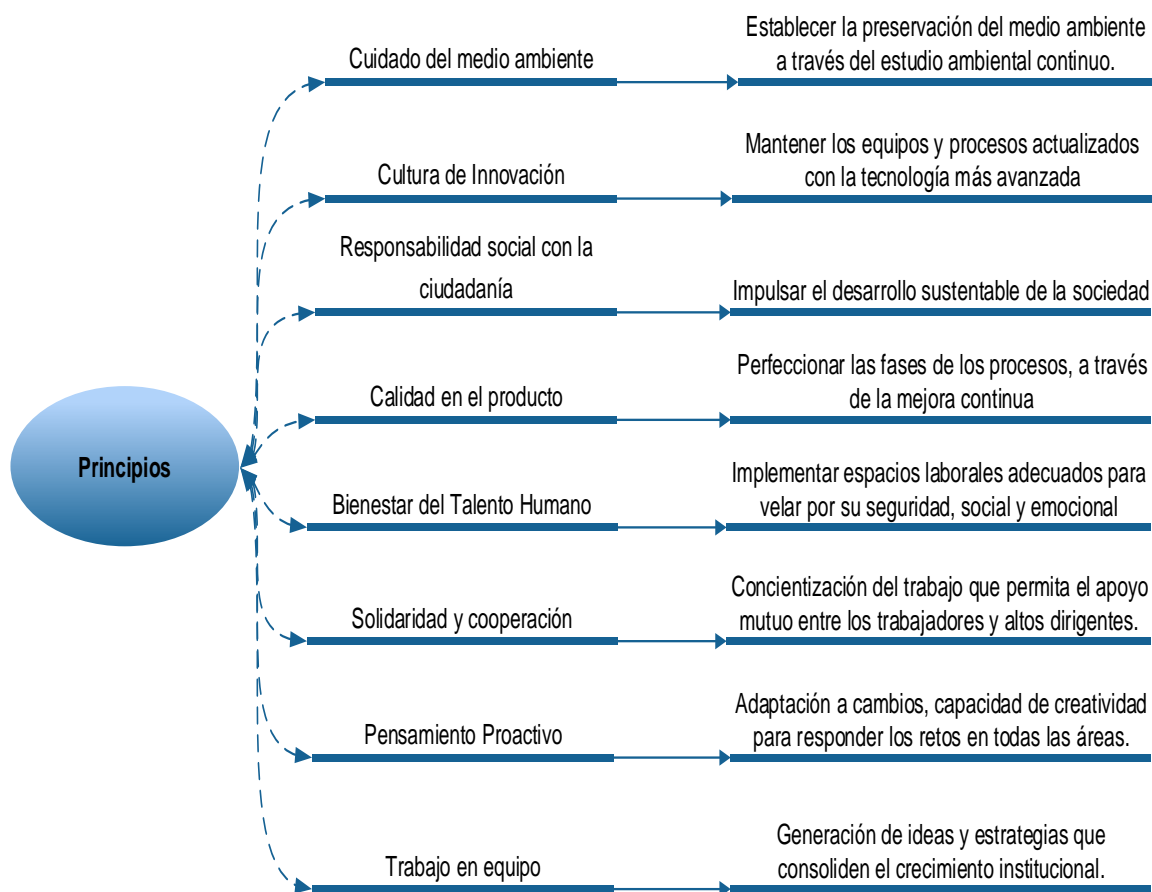 Principios
Cuidado del medio ambiente
Establecer la preservación del medio ambiente
a través del estudio ambiental continuo.
Cultura de Innovación
Mantener los equipos y procesos actualizados
con la tecnología más avanzada
Responsabilidad social con la
ciudadanía
Impulsar el desarrollo sustentable de la sociedad
Calidad en el producto
Perfeccionar las fases de los procesos, a través
de la mejora continua
Bienestar del Talento Humano
Implementar espacios laborales adecuados para
velar por su seguridad, social y emocional
Solidaridad y cooperación
Concientización del trabajo que permita el apoyo
mutuo entre los trabajadores y altos dirigentes.
Pensamiento Proactivo
Adaptación a cambios, capacidad de creatividad
para responder los retos en todas las áreas.
Trabajo en equipo
Generación de ideas y estrategias que
consoliden el crecimiento institucional.